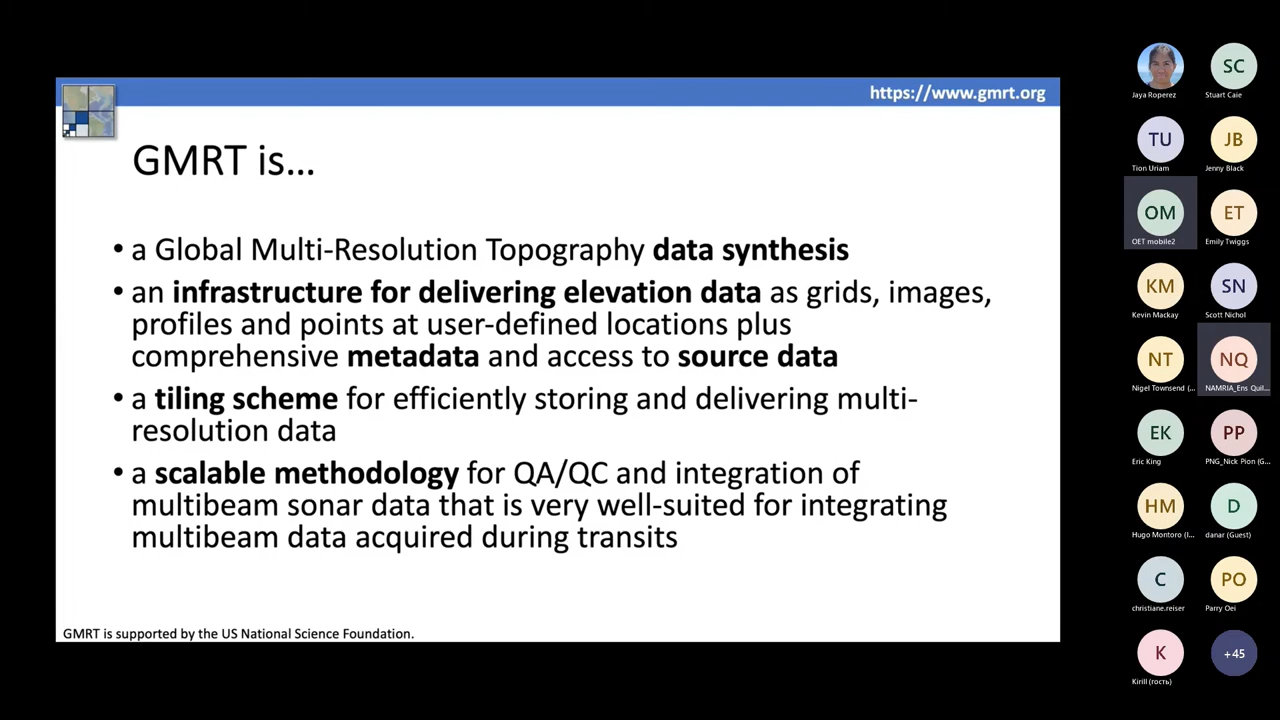 https://www.gmrt.org
GMRT is...
• a Global Multi-Resolution Topography data synthesis
• an infrastructure for delivering elevation data as grids, images,
profiles and points at user-defined locations plus
comprehensive metadata and access to source data
• a tiling scheme for efficiently storing and delivering multi-
resolution data
• a scalable methodology for QA/QC and integration of
multibeam sonar data that is very well-suited for integrating
multibeam data acquired during transits
GMRT is supported by the US National Science Foundation.
Jaya Roperez
SC
Stuart Caie
TU
Tion Uriam
JB
Jenny Black
OM
OET mobile2
ET
Emily Twiggs
KM
Kevin Mackay
SN
Scott Nichol
NT
Nigel Townsend (...
NQ
NAMRIA_Ens Quil...
EK
Eric King
PP
PNG_Nick Pion (G...
HM
Hugo Montoro (I...
D
danar (Guest)
C
christiane.reiser
PO
Parry Oei
K
Kirill (гость)
+45